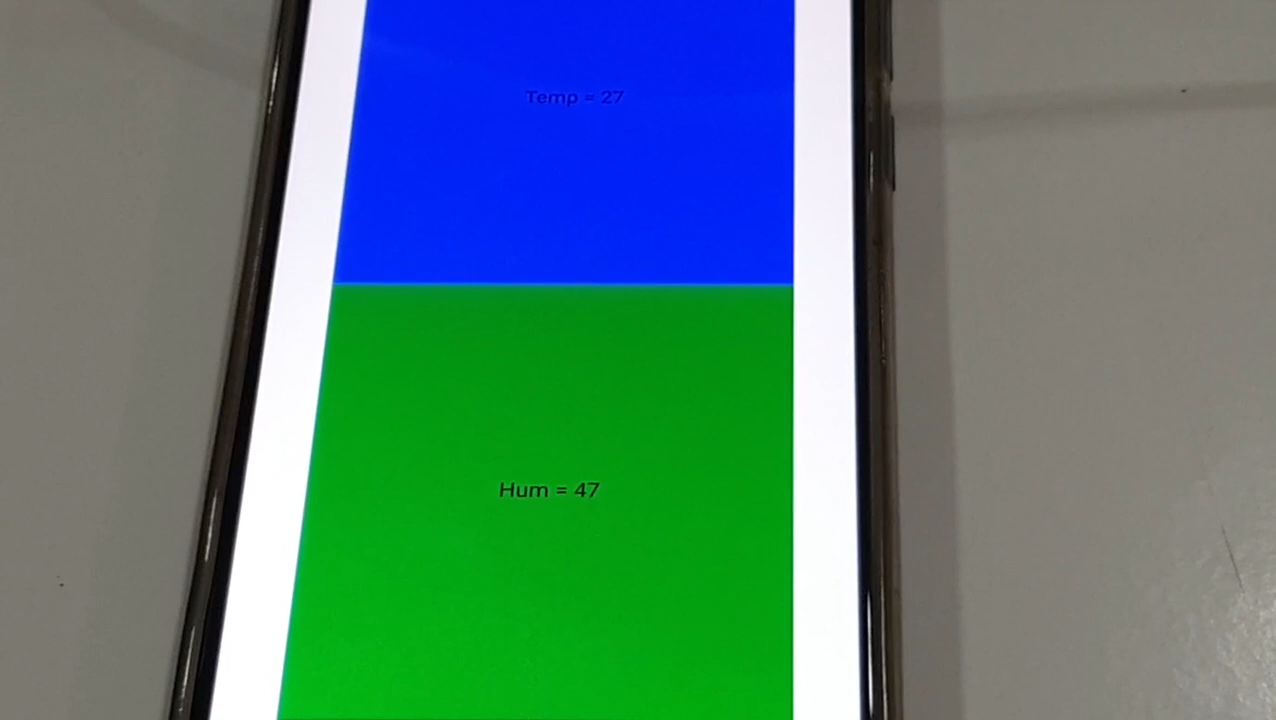 Temp = 27
Hum = 47